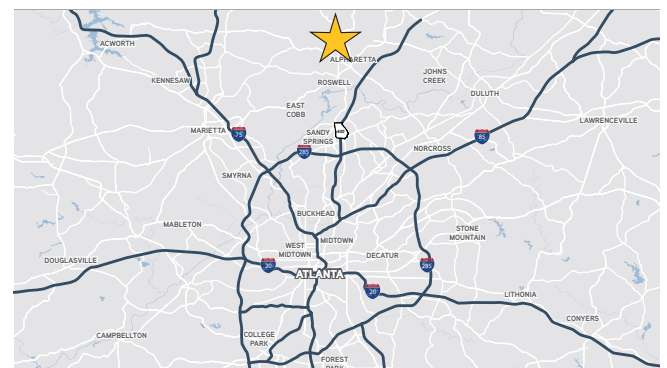 ACWORTH
ALPHARETTA
KENNESAW
ROSWELL
JOHNS
CREEK
DULUTH
EAST
COBB
LAWRENCEVILLE
MARIETTA
75
SANDY
SPRINGS
400
85
285
NORCROSS
SMYRNA
BUCKHEAD
MABLETON
STONE
MOUNTAIN
WEST
MIDTOWN
MIDTOWN
DECATUR
DOUGLASVILLE
20
285
ATLANTA
20
LITHONIA
CONYERS
CAMPBELLTON
COLLEGE
PARK
FOREST
PARK